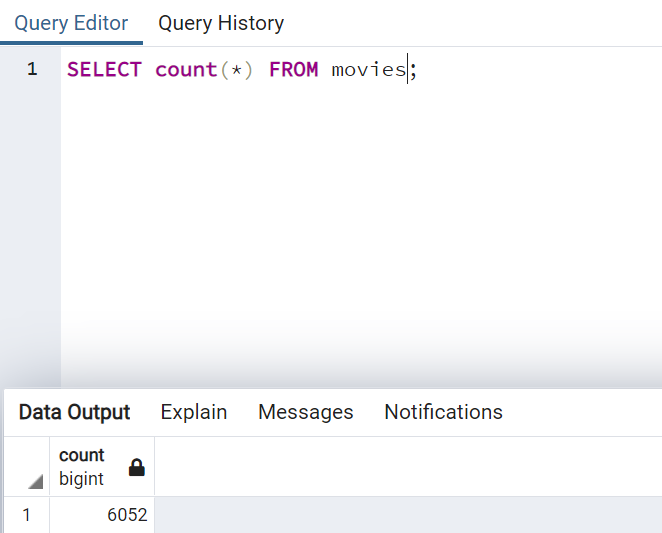 Query Editor Query History
1 SELECT count(*) FROM movies;
Data Output Explain Messages Notifications
count
bigint
1 6052